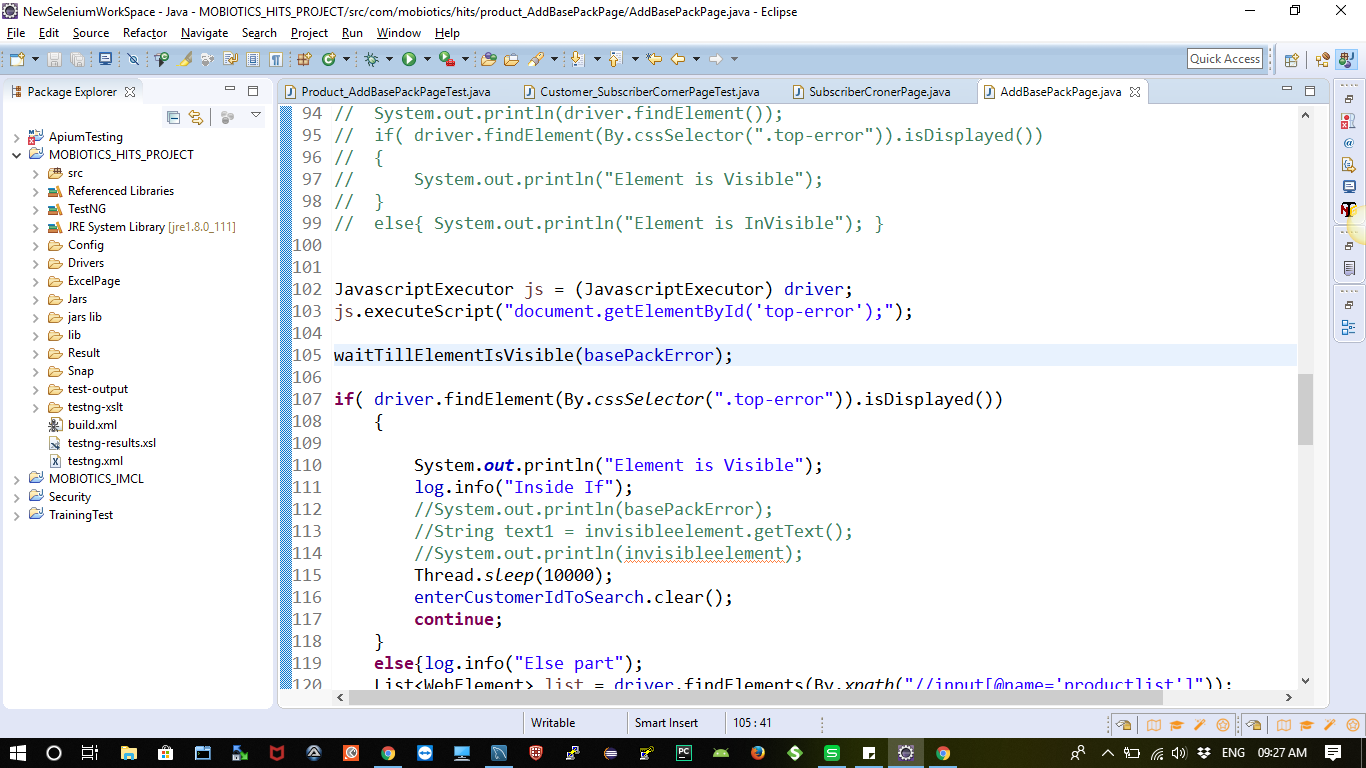 NewSeleniumWorkSpace - Java - MOBIOTICS_HITS_PROJECT/src/com/mobiotics/hits/product_AddBasePackPage/AddBasePackPage.java - Eclipse
File Edit Source Refactor Navigate Search Project Run Window Help
Quick Access
Package Explorer
Product_AddBasePackPageTest.java Customer_SubscriberCornerPageTest.java SubscriberCronerPage.java AddBasePackPage.java
ApiumTesting
MOBIOTICS_HITS_PROJECT
src
Referenced Libraries
TestNG
JRE System Library [jre1.8.0_111]
Config
Drivers
ExcelPage
Jars
jars lib
lib
Result
Snap
test-output
testng-xslt
build.xml
testng-results.xsl
testng.xml
MOBIOTICS_IMCL
Security
TrainingTest
94 // System.out.println(driver.findElement());
95 // if( driver.findElement(By.cssSelector(".top-error")).isDisplayed())
96 // {
97 // System.out.println("Element is Visible");
98 // }
99 // else{ System.out.println("Element is InVisible"); }
100
101
102 JavascriptExecutor js = (JavascriptExecutor) driver;
103 js.executeScript("document.getElementById('top-error');");
104
105 waitTillElementIsVisible(basePackError);
106
107 if( driver.findElement(By.cssSelector(".top-error")).isDisplayed())
108 {
109
110 System.out.println("Element is Visible");
111 log.info("Inside If");
112 //System.out.println(basePackError);
113 //String text1 = invisibleelement.getText();
114 //System.out.println(invisibleelement);
115 Thread.sleep(10000);
116 enterCustomerIdToSearch.clear();
117 continue;
118 }
119 else{log.info("Else part");
120 List<WebElement> list = driver.findElements(By.xpath("//input[@name='productlist']"));
Writable Smart Insert 105 : 41
ENG 09:27 AM